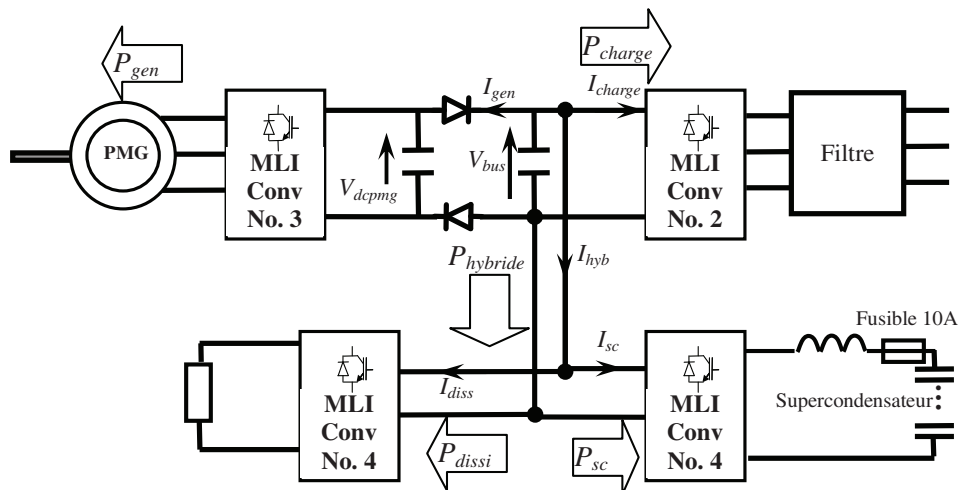 P_gen
P_charge
I_gen
I_charge
PMG
MLI
Conv
No. 3
V_dcpmg
V_bus
MLI
Conv
No. 2
Filtre
P_hybride
I_hyb
MLI
Conv
No. 4
I_diss
I_sc
MLI
Conv
No. 4
Fusible 10A
Supercondensateur
P_dissi
P_sc